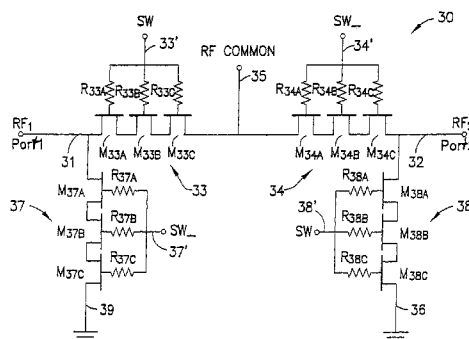 SW
SW_
30
33'
RF COMMON
34'
R33A
R33B
R33C
35
R34A
R34B
R34C
RF1
Port1
31
M33A
M33B
M33C
33
34
M34A
M34B
M34C
32
M37A
R37A
R38A
M38A
37
M37B
R37B
SW_
37'
SW
38'
R38B
M38B
38
M37C
R37C
R38C
M38C
39
36